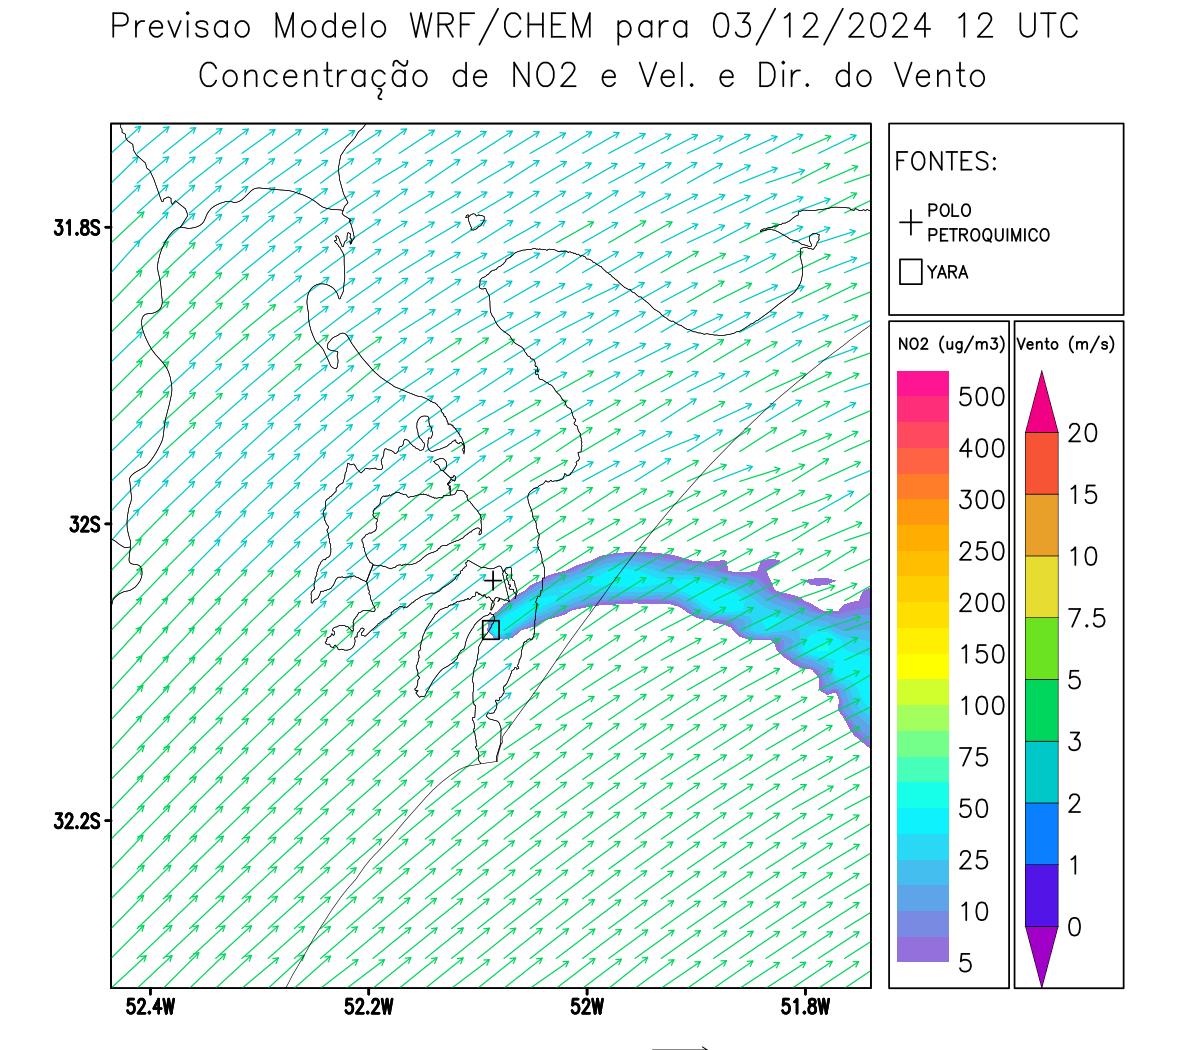 Previsao Modelo WRF/CHEM para 03/12/2024 12 UTC
Concentração de NO2 e Vel. e Dir. do Vento
FONTES:
POLO
PETROQUIMICO
YARA
NO2 (ug/m3)
500
400
300
250
200
150
100
75
50
25
10
5
Vento (m/s)
20
15
10
7.5
5
3
2
1
0
31.8S
32S
32.2S
52.4W
52.2W
52W
51.8W